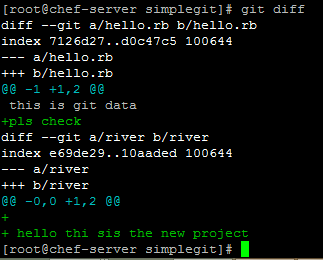 [root@chef-server simplegit]# git diff
diff --git a/hello.rb b/hello.rb
index 7126d27..d0c47c5 100644
--- a/hello.rb
+++ b/hello.rb
@@ -1 +1,2 @@
 this is git data
+pls check
diff --git a/river b/river
index e69de29..10aaded 100644
--- a/river
+++ b/river
@@ -0,0 +1,2 @@
+
+ hello thi sis the new project
[root@chef-server simplegit]#